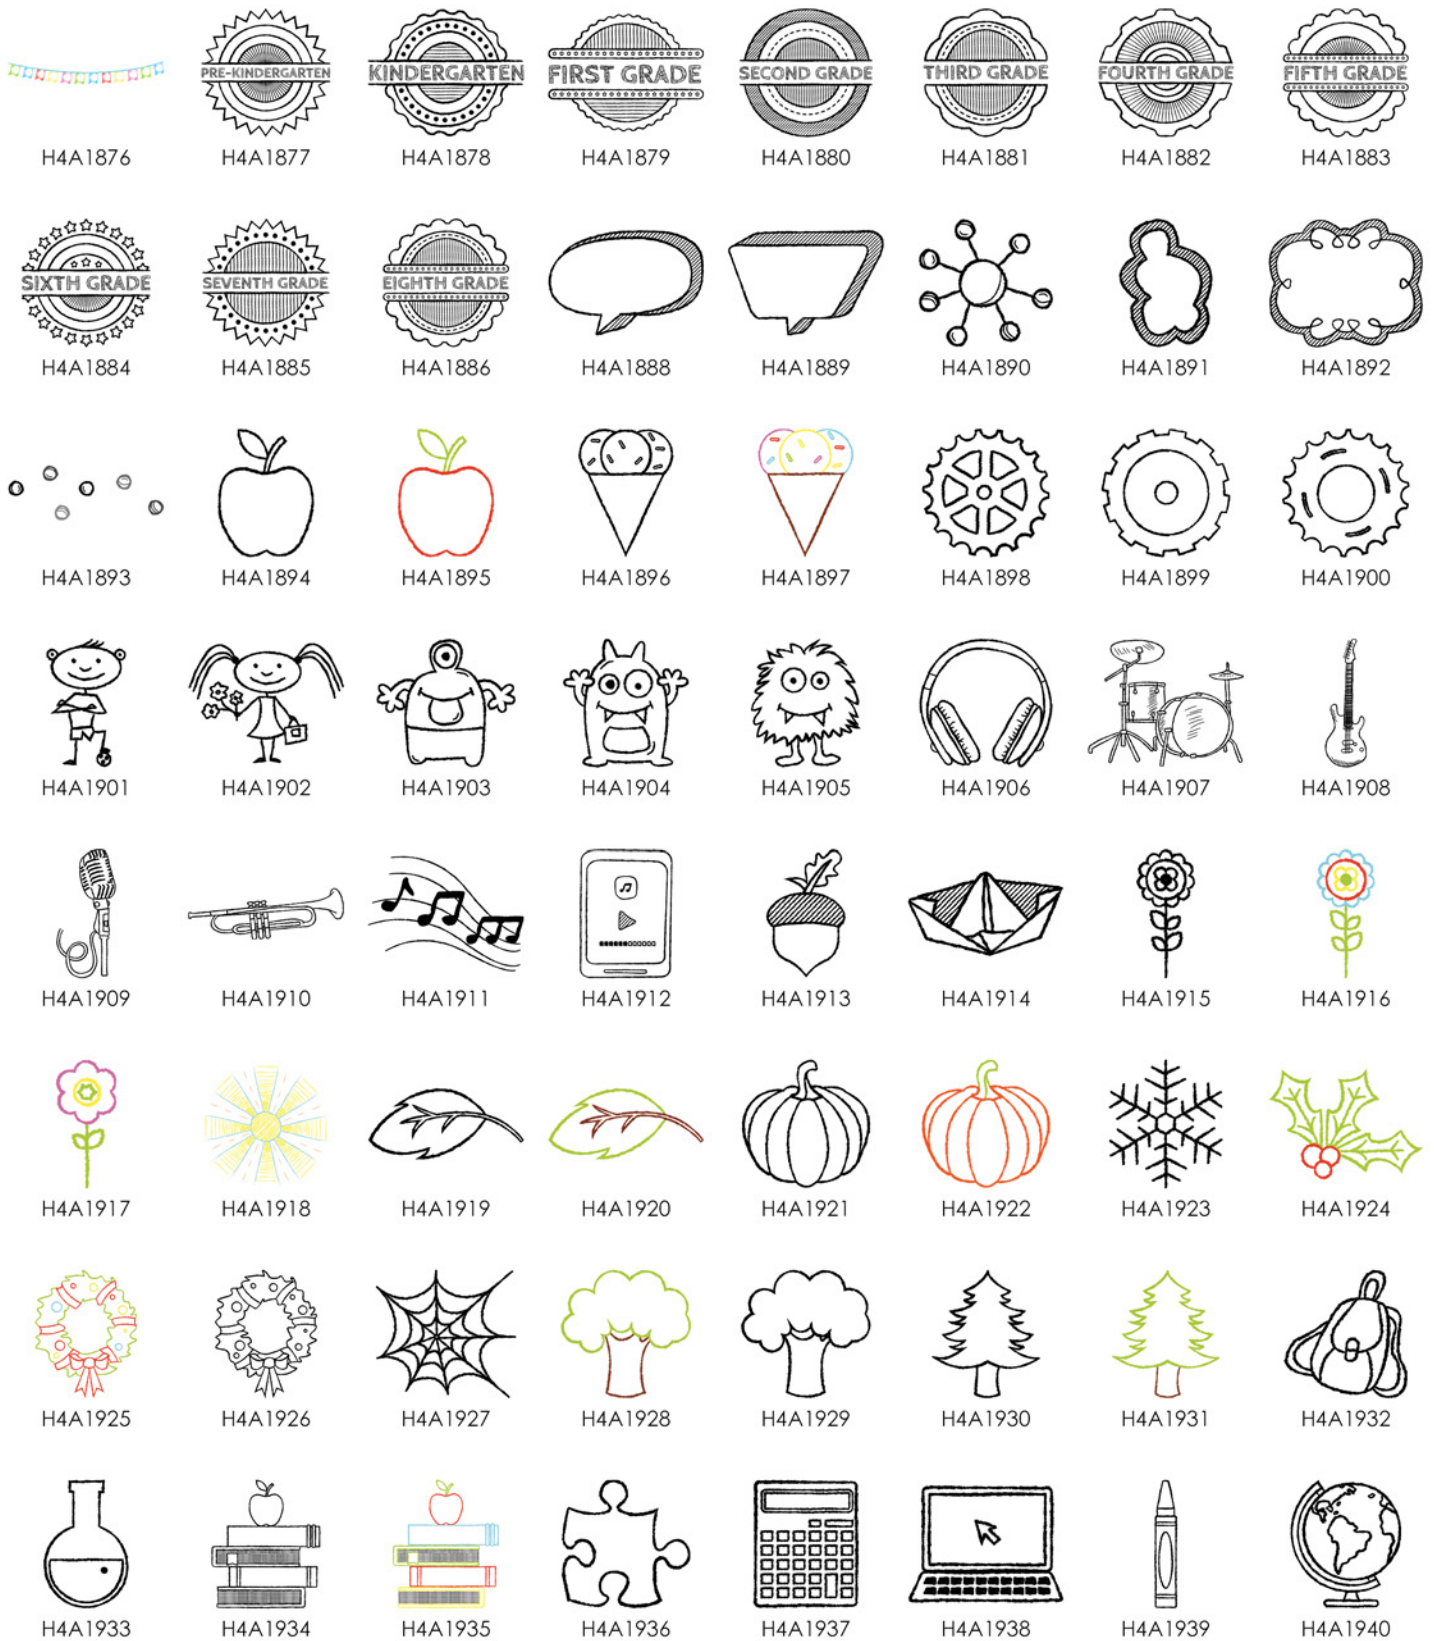 PRE-KINDERGARTEN
KINDERGARTEN
FIRST GRADE
SECOND GRADE
THIRD GRADE
FOURTH GRADE
FIFTH GRADE
H4A1876 H4A1877 H4A1878 H4A1879 H4A1880 H4A1881 H4A1882 H4A1883
SIXTH GRADE
SEVENTH GRADE
EIGHTH GRADE
H4A1884 H4A1885 H4A1886 H4A1888 H4A1889 H4A1890 H4A1891 H4A1892
H4A1893 H4A1894 H4A1895 H4A1896 H4A1897 H4A1898 H4A1899 H4A1900
H4A1901 H4A1902 H4A1903 H4A1904 H4A1905 H4A1906 H4A1907 H4A1908
H4A1909 H4A1910 H4A1911 H4A1912 H4A1913 H4A1914 H4A1915 H4A1916
H4A1917 H4A1918 H4A1919 H4A1920 H4A1921 H4A1922 H4A1923 H4A1924
H4A1925 H4A1926 H4A1927 H4A1928 H4A1929 H4A1930 H4A1931 H4A1932
H4A1933 H4A1934 H4A1935 H4A1936 H4A1937 H4A1938 H4A1939 H4A1940